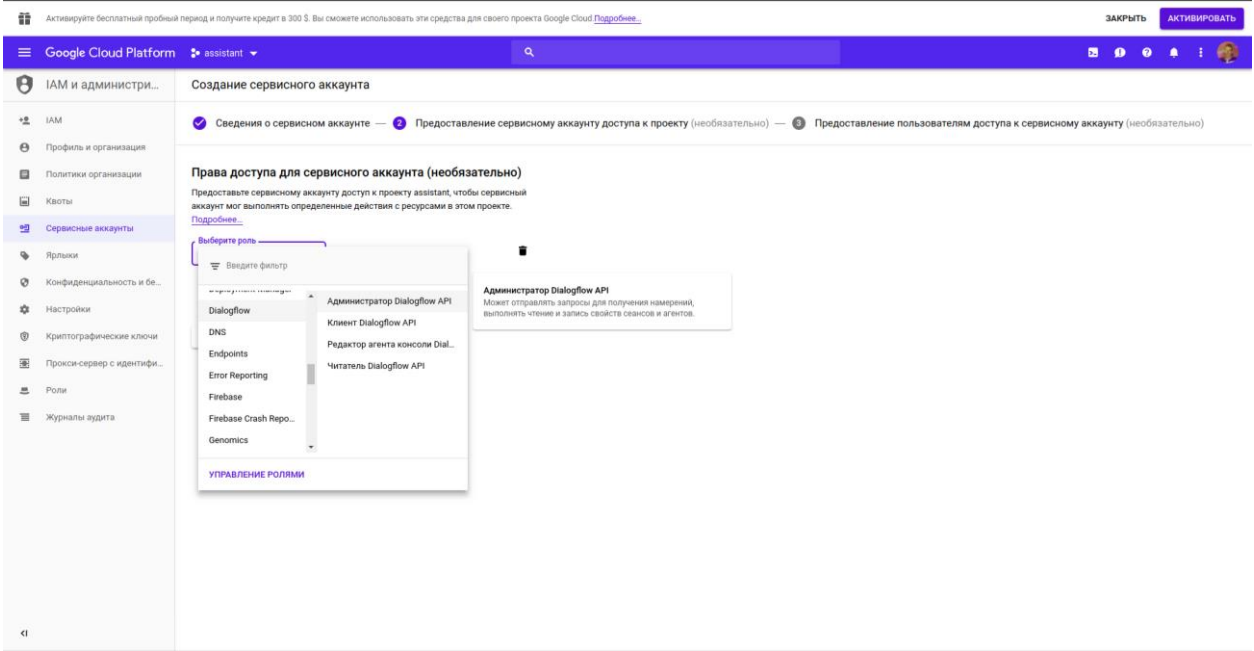 Активируйте бесплатный пробный период и получите кредит в 300 $. Вы сможете использовать эти средства для своего проекта Google Cloud.Подробнее…
ЗАКРЫТЬ
АКТИВИРОВАТЬ
Google Cloud Platform
assistant
IAM и администри...
Создание сервисного аккаунта
IAM
Профиль и организация
Политики организации
Квоты
Сервисные аккаунты
Ярлыки
Конфиденциальность и бе...
Настройки
Криптографические ключи
Прокси-сервер с идентифи...
Роли
Журналы аудита
Сведения о сервисном аккаунте — 2 Предоставление сервисному аккаунту доступа к проекту (необязательно) — 3 Предоставление пользователям доступа к сервисному аккаунту (необязательно)
Права доступа для сервисного аккаунта (необязательно)
Предоставьте сервисному аккаунту доступ к проекту assistant, чтобы сервисный
аккаунт мог выполнять определенные действия с ресурсами в этом проекте.
Подробнее…
Выберите роль
Введите фильтр
Dialogflow
DNS
Endpoints
Error Reporting
Firebase
Firebase Crash Repo...
Genomics
Администратор Dialogflow API
Клиент Dialogflow API
Редактор агента консоли Dial...
Читатель Dialogflow API
УПРАВЛЕНИЕ РОЛЯМИ
Администратор Dialogflow API
Может отправлять запросы для получения намерений,
выполнять чтение и запись свойств сеансов и агентов.